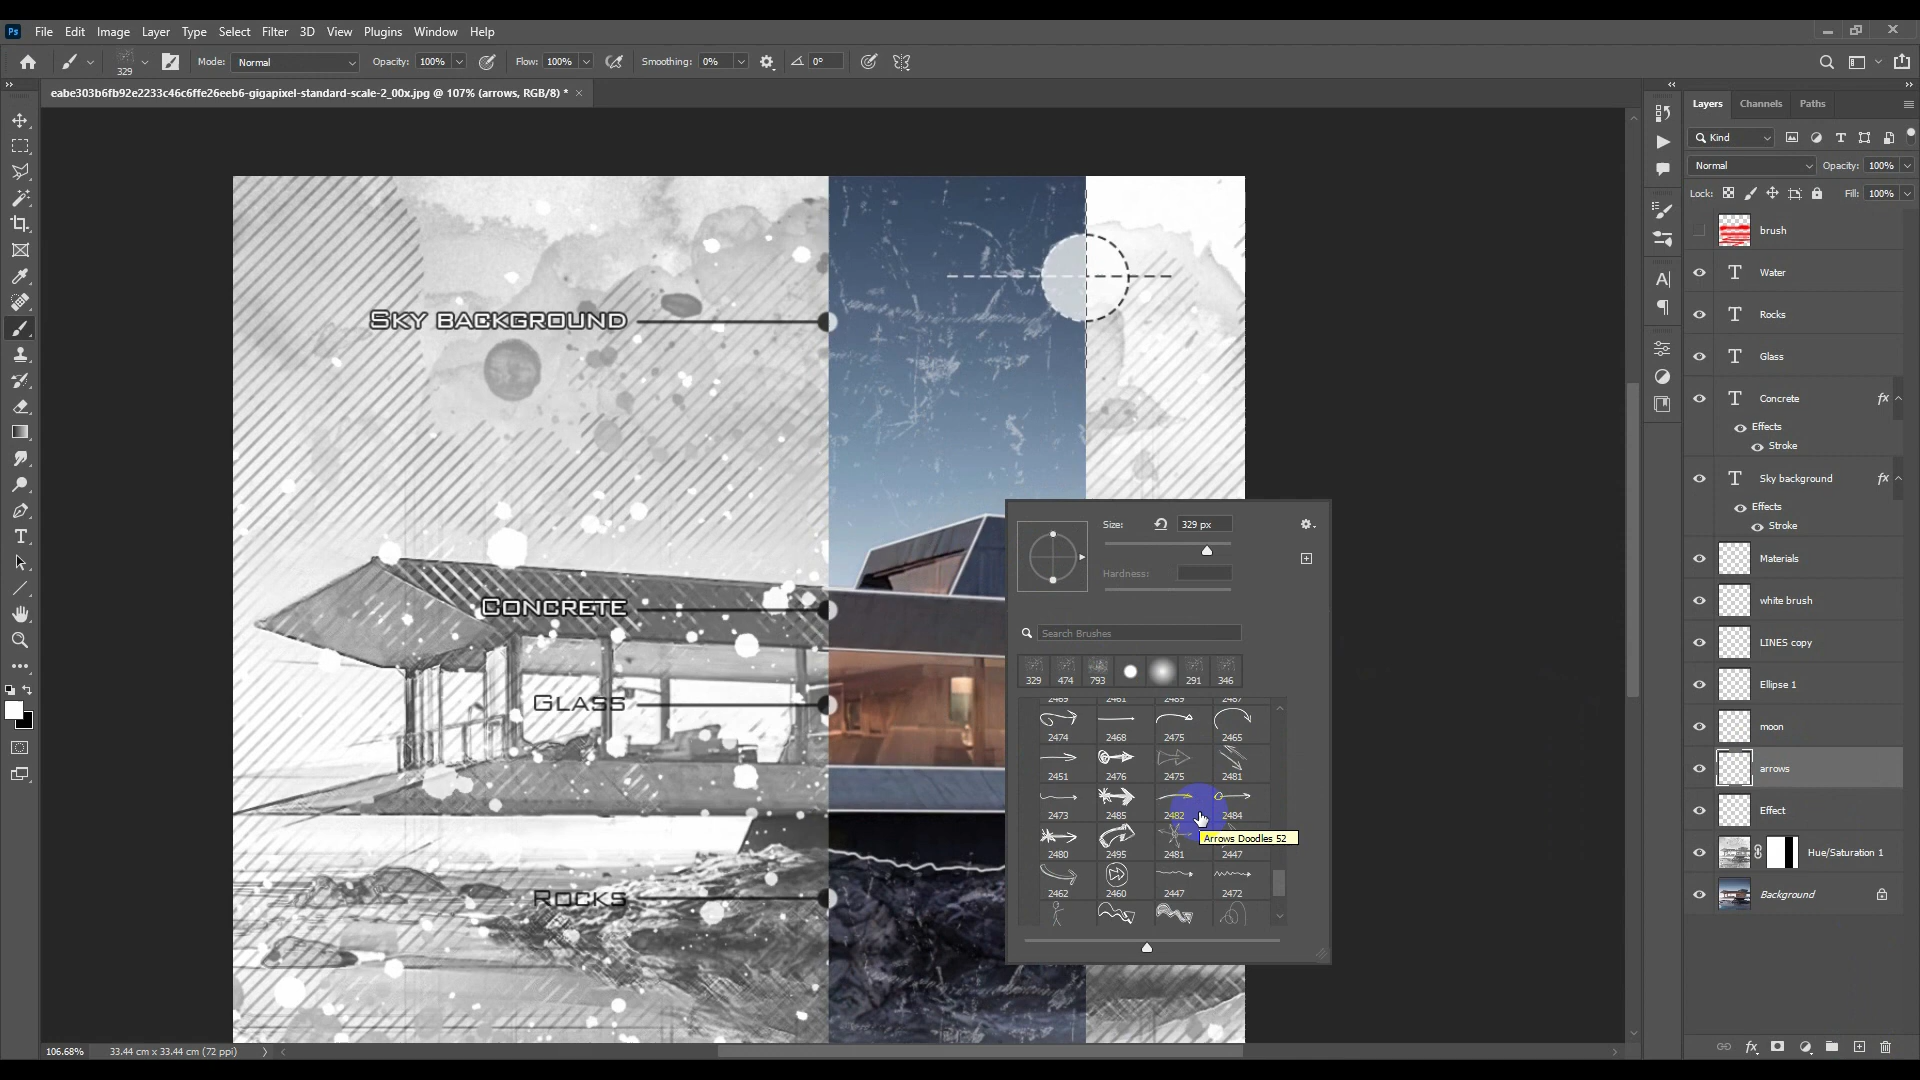 Ps File Edit Image Layer Type Select Filter 3D View Plugins Window Help
329 Mode: Normal Opacity: 100% Flow: 100% Smoothing: 0% 0°
eabe303b6fb92e2233c46c6ffe26eeb6-gigapixel-standard-scale-2_00x.jpg @ 107% (arrows, RGB/8) * ×
Sky background
Concrete
Glass
Rocks
Size: 329 px
Hardness:
Search Brushes
329 474 793 291 346
2474 2468 2475 2465
2451 2476 2475 2481
2473 2485 2482 2484
Arrows Doodles 52
2480 2495 2481 2447
2462 2460 2447 2472
Layers Channels Paths
Kind
Normal Opacity: 100%
Lock: Fill: 100%
brush
Water
Rocks
Glass
Concrete fx
Effects
Stroke
Sky background fx
Effects
Stroke
Materials
white brush
LINES copy
Ellipse 1
moon
arrows
Effect
Hue/Saturation 1
Background
106.68% 33.44 cm x 33.44 cm (72 ppi)